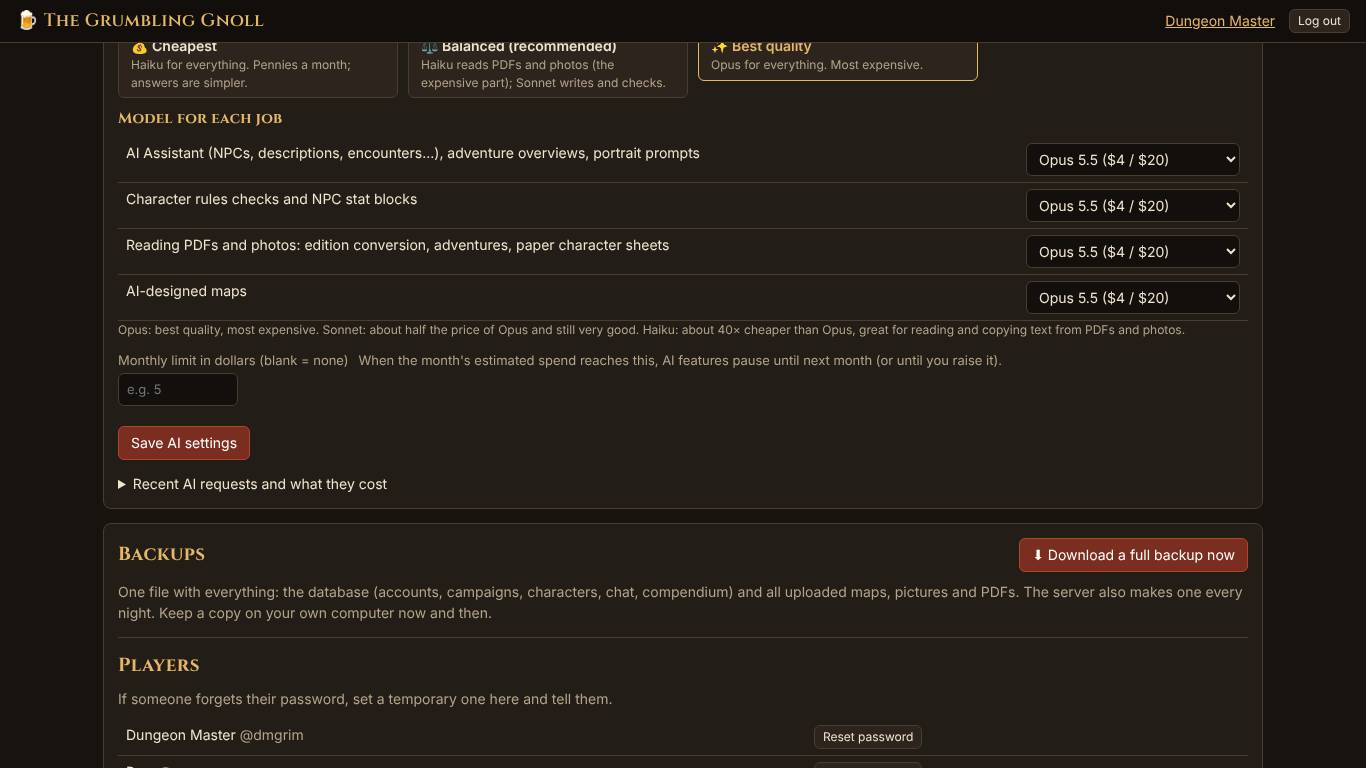 🍺 The Grumbling Gnoll
Dungeon Master
Log out
💰 Cheapest
Haiku for everything. Pennies a month;
answers are simpler.
⚖️ Balanced (recommended)
Haiku reads PDFs and photos (the
expensive part); Sonnet writes and checks.
✨ Best quality
Opus for everything. Most expensive.
Model for each job
AI Assistant (NPCs, descriptions, encounters…), adventure overviews, portrait prompts
Opus 5.5 ($4 / $20)
Character rules checks and NPC stat blocks
Opus 5.5 ($4 / $20)
Reading PDFs and photos: edition conversion, adventures, paper character sheets
Opus 5.5 ($4 / $20)
AI-designed maps
Opus 5.5 ($4 / $20)
Opus: best quality, most expensive. Sonnet: about half the price of Opus and still very good. Haiku: about 40× cheaper than Opus, great for reading and copying text from PDFs and photos.
Monthly limit in dollars (blank = none) When the month's estimated spend reaches this, AI features pause until next month (or until you raise it).
e.g. 5
Save AI settings
▶ Recent AI requests and what they cost
Backups
⬇ Download a full backup now
One file with everything: the database (accounts, campaigns, characters, chat, compendium) and all uploaded maps, pictures and PDFs. The server also makes one every
night. Keep a copy on your own computer now and then.
Players
If someone forgets their password, set a temporary one here and tell them.
Dungeon Master @dmgrim
Reset password